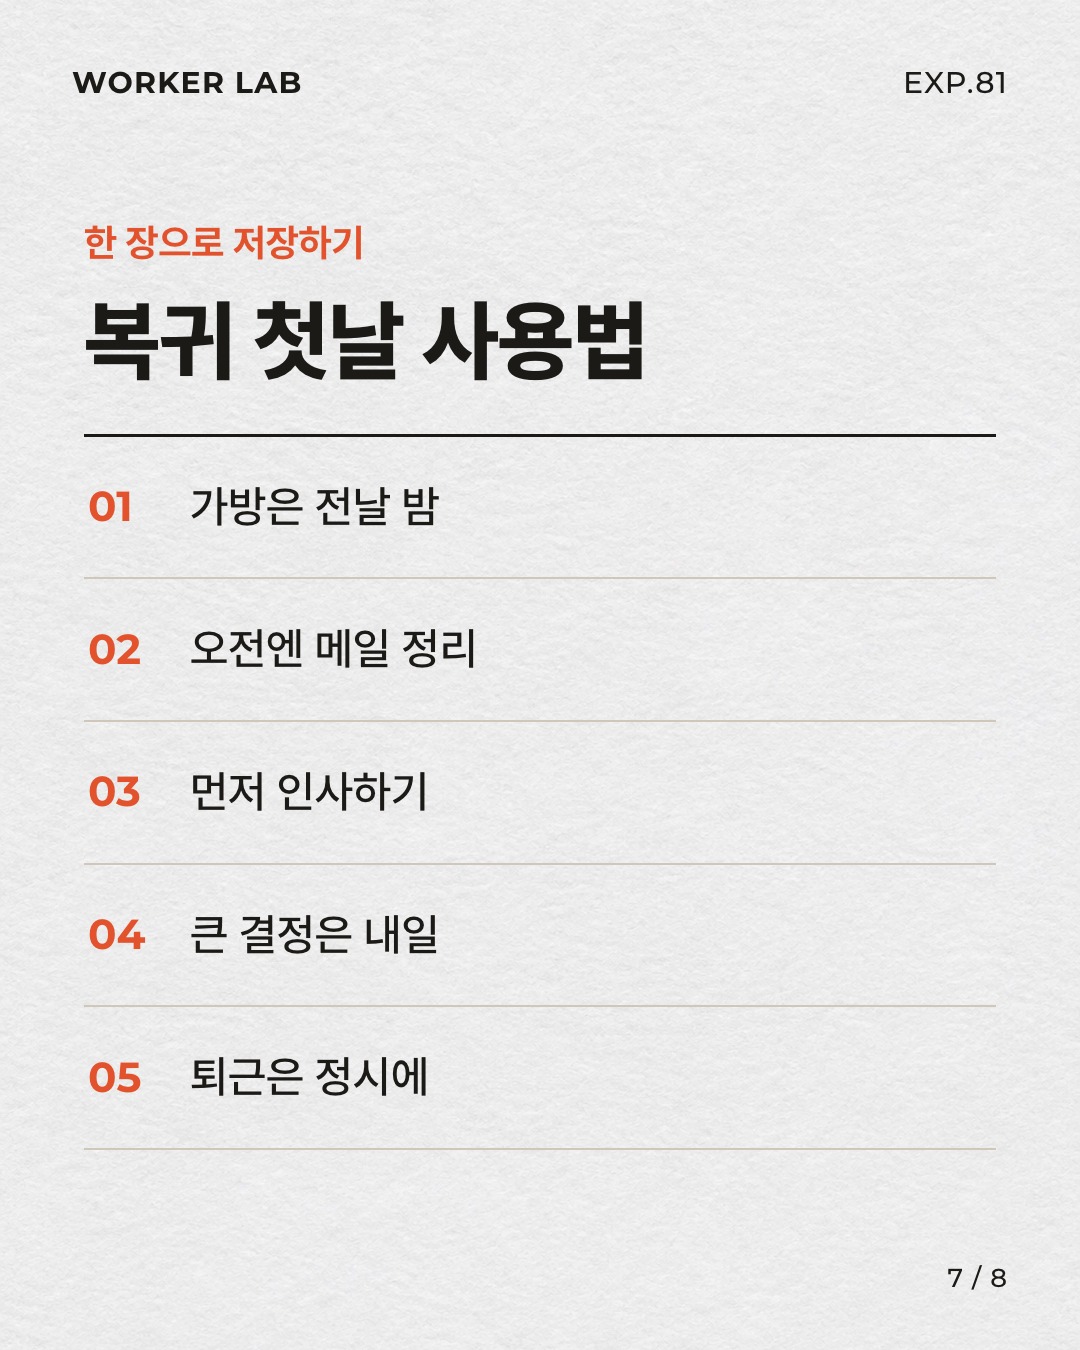 WORKER LAB
EXP.81
한 장으로 저장하기
복귀 첫날 사용법
01 가방은 전날 밤
02 오전엔 메일 정리
03 먼저 인사하기
04 큰 결정은 내일
05 퇴근은 정시에
7 / 8